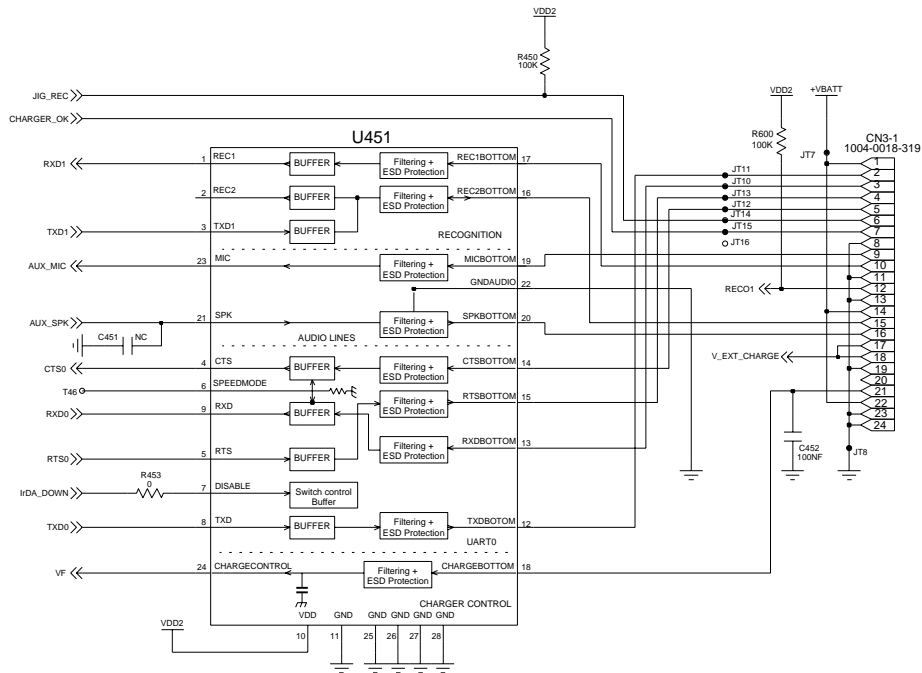 VDD2
R450
100K
JIG_REC
CHARGER_OK
VDD2
+VBATT
R600
100K
JT7
CN3-1
1004-0018-319
U451
RXD1
1
REC1
BUFFER
Filtering +
ESD Protection
REC1BOTTOM
17
2
REC2
BUFFER
Filtering +
ESD Protection
REC2BOTTOM
16
TXD1
3
TXD1
BUFFER
RECOGNITION
AUX_MIC
23
MIC
Filtering +
ESD Protection
MICBOTTOM
19
GNDAUDIO
22
AUX_SPK
21
SPK
Filtering +
ESD Protection
SPKBOTTOM
20
C451
NC
AUDIO LINES
CTS0
4
CTS
BUFFER
Filtering +
ESD Protection
CTSBOTTOM
14
T46
6
SPEEDMODE
RXD0
9
RXD
BUFFER
Filtering +
ESD Protection
RTSBOTTOM
15
Filtering +
ESD Protection
RXDBOTTOM
13
RTS0
5
RTS
BUFFER
R453
0
IrDA_DOWN
7
DISABLE
Switch control
Buffer
TXD0
8
TXD
BUFFER
Filtering +
ESD Protection
TXDBOTOM
12
UART0
VF
24
CHARGECONTROL
Filtering +
ESD Protection
CHARGEBOTTOM
18
CHARGER CONTROL
VDD
GND
GND
GND
GND
GND
VDD2
10
11
25
26
27
28
JT11
JT10
JT13
JT12
JT14
JT15
JT16
RECO1
V_EXT_CHARGE
C452
100NF
JT8
1
2
3
4
5
6
7
8
9
10
11
12
13
14
15
16
17
18
19
20
21
22
23
24